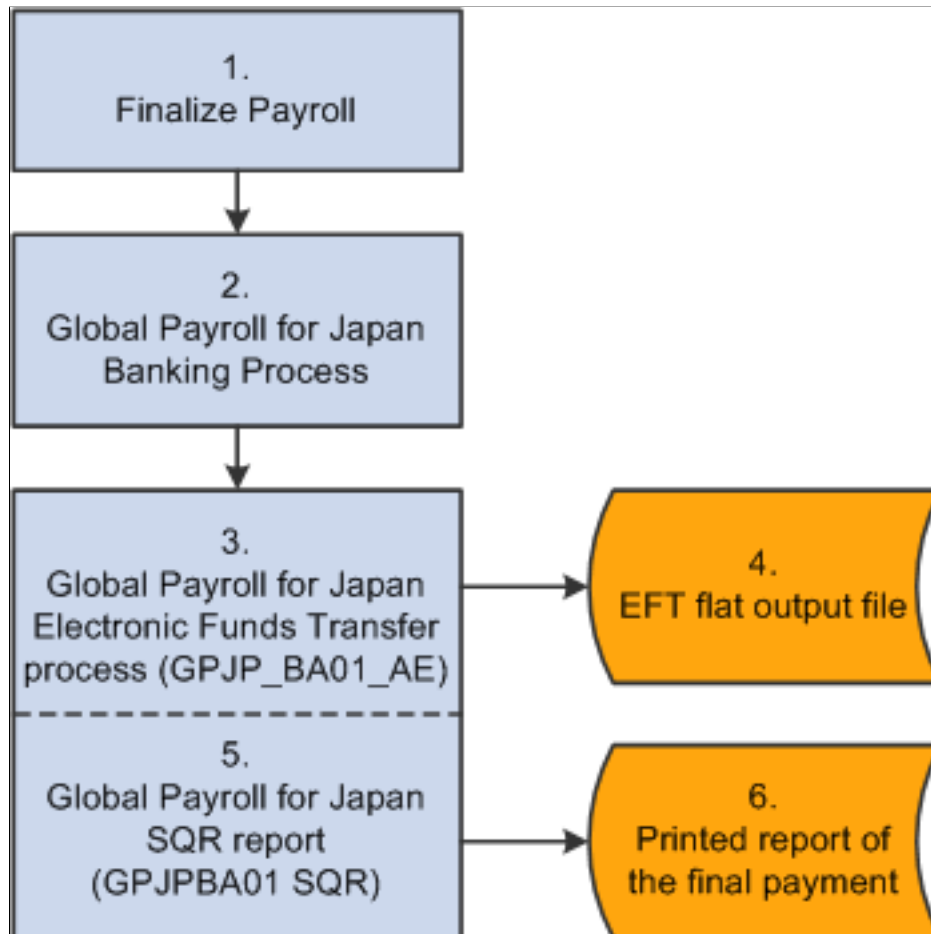 1.
Finalize Payroll
2.
Global Payroll for Japan
Banking Process
3.
Global Payroll for Japan
Electronic Funds Transfer
process (GPJP_BA01_AE)
4.
EFT flat output file
5.
Global Payroll for Japan
SQR report
(GPJPBA01 SQR)
6.
Printed report of
the final payment